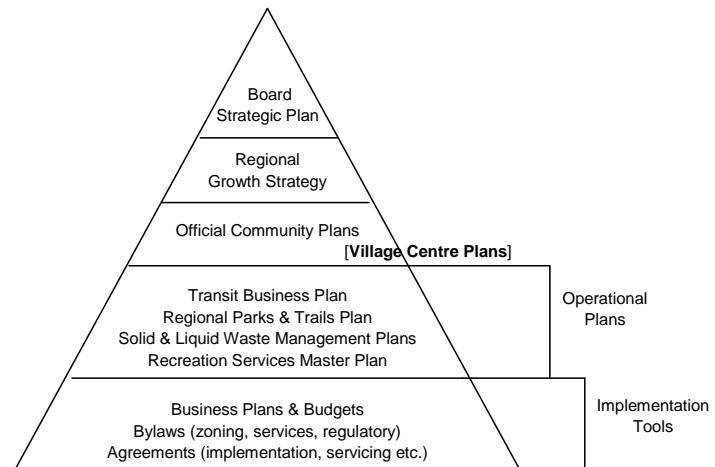 Board
Strategic Plan
Regional
Growth Strategy
Official Community Plans
[Village Centre Plans]
Transit Business Plan
Regional Parks & Trails Plan
Solid & Liquid Waste Management Plans
Recreation Services Master Plan
Operational
Plans
Business Plans & Budgets
Bylaws (zoning, services, regulatory)
Agreements (implementation, servicing etc.)
Implementation
Tools